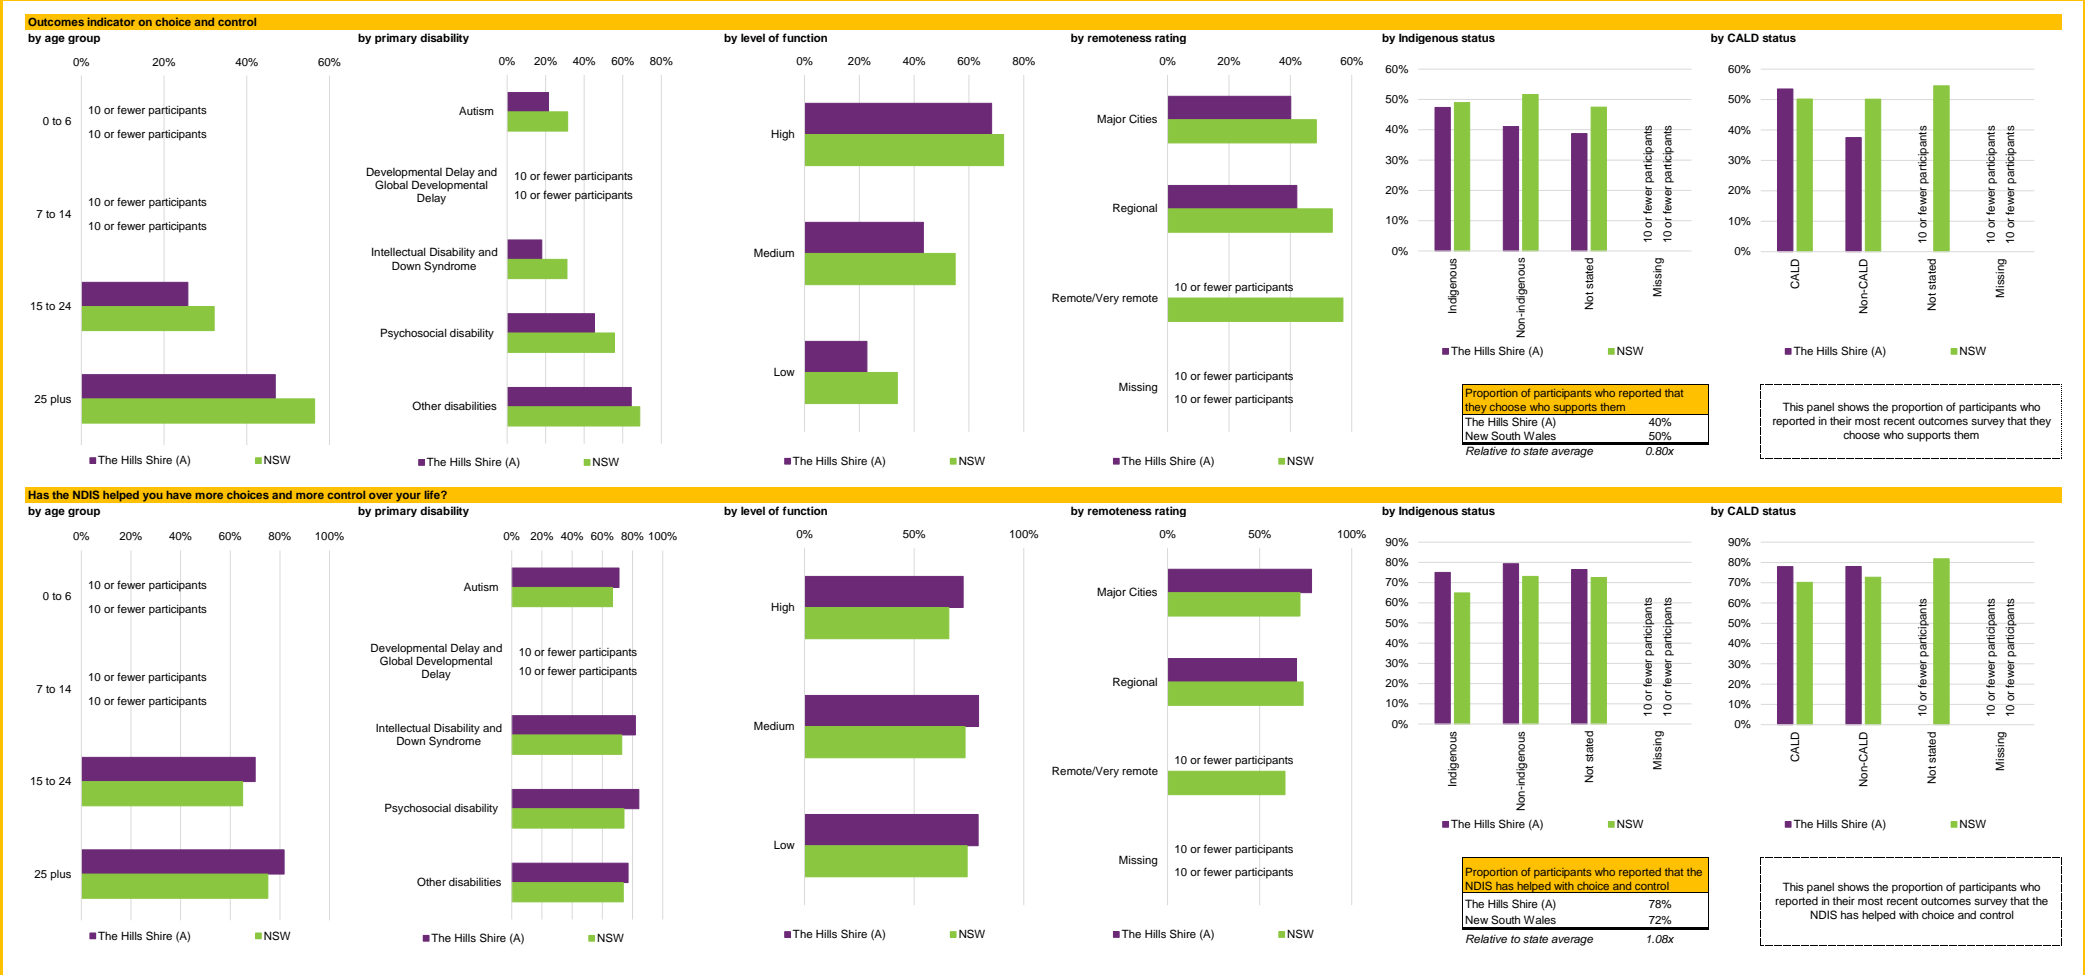 Outcomes indicator on choice and control
by age group
0% 20% 40% 60%
0 to 6
10 or fewer participants
10 or fewer participants
7 to 14
10 or fewer participants
10 or fewer participants
15 to 24
25 plus
The Hills Shire (A) NSW
by primary disability
0% 20% 40% 60% 80%
Autism
Developmental Delay and
Global Developmental
Delay
10 or fewer participants
10 or fewer participants
Intellectual Disability and
Down Syndrome
Psychosocial disability
Other disabilities
The Hills Shire (A) NSW
by level of function
0% 20% 40% 60% 80%
High
Medium
Low
The Hills Shire (A) NSW
by remoteness rating
0% 20% 40% 60%
Major Cities
Regional
Remote/Very remote
10 or fewer participants
Missing
10 or fewer participants
10 or fewer participants
The Hills Shire (A) NSW
by Indigenous status
60%
50%
40%
30%
20%
10%
0%
10 or fewer participants
10 or fewer participants
Indigenous
Non-indigenous
Not stated
Missing
The Hills Shire (A) NSW
by CALD status
60%
50%
40%
30%
20%
10%
0%
10 or fewer participants
10 or fewer participants
10 or fewer participants
CALD
Non-CALD
Not stated
Missing
The Hills Shire (A) NSW
Proportion of participants who reported that
they choose who supports them
The Hills Shire (A) 40%
New South Wales 50%
Relative to state average 0.80x
This panel shows the proportion of participants who
reported in their most recent outcomes survey that they
choose who supports them
Has the NDIS helped you have more choices and more control over your life?
by age group
0% 20% 40% 60% 80% 100%
0 to 6
10 or fewer participants
10 or fewer participants
7 to 14
10 or fewer participants
10 or fewer participants
15 to 24
25 plus
The Hills Shire (A) NSW
by primary disability
0% 20% 40% 60% 80% 100%
Autism
Developmental Delay and
Global Developmental
Delay
10 or fewer participants
10 or fewer participants
Intellectual Disability and
Down Syndrome
Psychosocial disability
Other disabilities
The Hills Shire (A) NSW
by level of function
0% 50% 100%
High
Medium
Low
The Hills Shire (A) NSW
by remoteness rating
0% 50% 100%
Major Cities
Regional
Remote/Very remote
10 or fewer participants
Missing
10 or fewer participants
10 or fewer participants
The Hills Shire (A) NSW
by Indigenous status
90%
80%
70%
60%
50%
40%
30%
20%
10%
0%
10 or fewer participants
10 or fewer participants
Indigenous
Non-indigenous
Not stated
Missing
The Hills Shire (A) NSW
by CALD status
90%
80%
70%
60%
50%
40%
30%
20%
10%
0%
10 or fewer participants
10 or fewer participants
10 or fewer participants
CALD
Non-CALD
Not stated
Missing
The Hills Shire (A) NSW
Proportion of participants who reported that the
NDIS has helped with choice and control
The Hills Shire (A) 78%
New South Wales 72%
Relative to state average 1.08x
This panel shows the proportion of participants who
reported in their most recent outcomes survey that the
NDIS has helped with choice and control